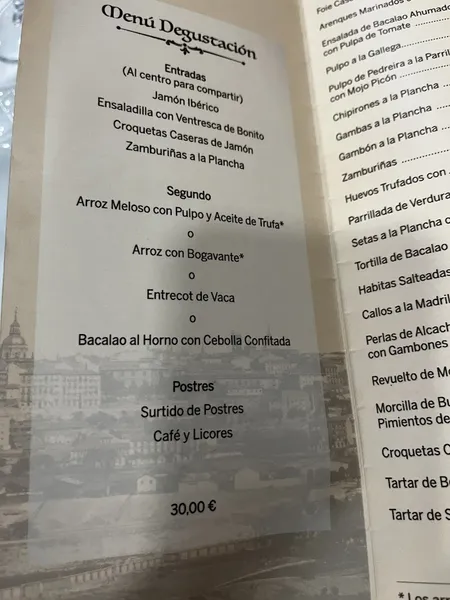 Menú Degustación
Entradas
(Al centro para compartir)
Jamón Ibérico
Ensaladilla con Ventresca de Bonito
Croquetas Caseras de Jamón
Zamburiñas a la Plancha
Segundo
Arroz Meloso con Pulpo y Aceite de Trufa*
o
Arroz con Bogavante*
o
Entrecot de Vaca
o
Bacalao al Horno con Cebolla Confitada
Postres
Surtido de Postres
Café y Licores
30,00 €
Foie
Arenques Marinados
Ensalada de Bacalao Ahumado
con Pulpa de Tomate
Pulpo a la Gallega
Pulpo de Pedreira a la
con Mojo Picón
Chipirones a la Plancha
Gambas a la Plancha
Gambón a la Plancha
Zamburiñas
Huevos Trufados con
Parrillada de
Setas a la Plancha
Tortilla de Bacalao
Habitas Salteadas
Callos a la
Perlas de
con Gambones
Revuelto de
Morcilla de
Pimientos de
Croquetas
Tartar de
Tartar de
* Los